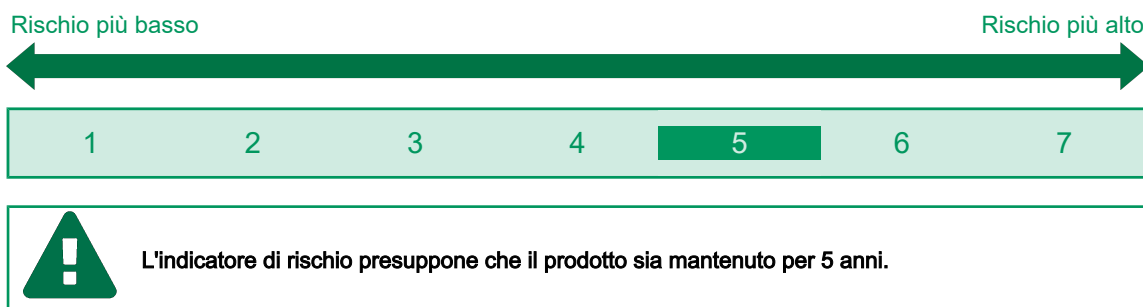 Rischio più basso Rischio più alto
1 2 3 4 5 6 7
L'indicatore di rischio presuppone che il prodotto sia mantenuto per 5 anni.